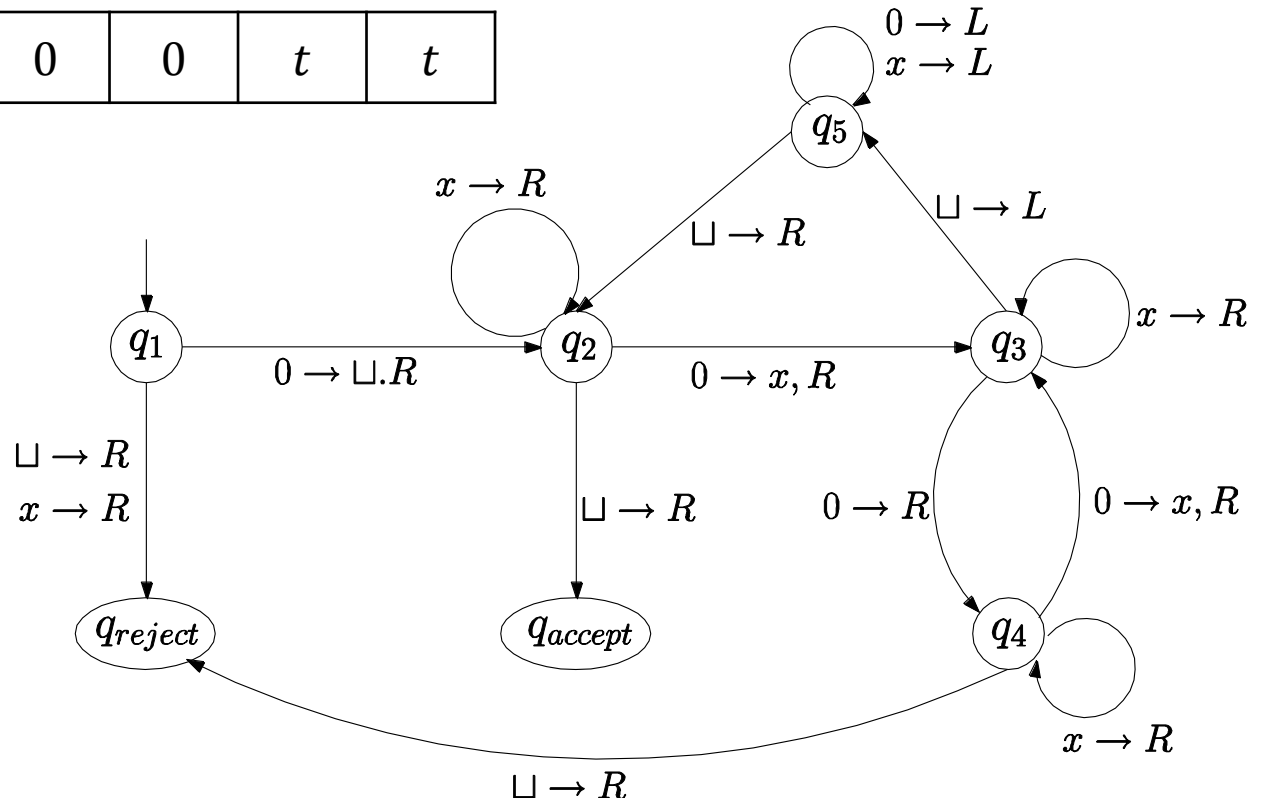 0 0 t t
0 → L
x → L
q5
x → R
⊔ → R
⊔ → L
x → R
q1
q2
q3
0 → ⊔.R
0 → x, R
⊔ → R
x → R
⊔ → R
0 → R
0 → x, R
qreject
qaccept
q4
x → R
⊔ → R